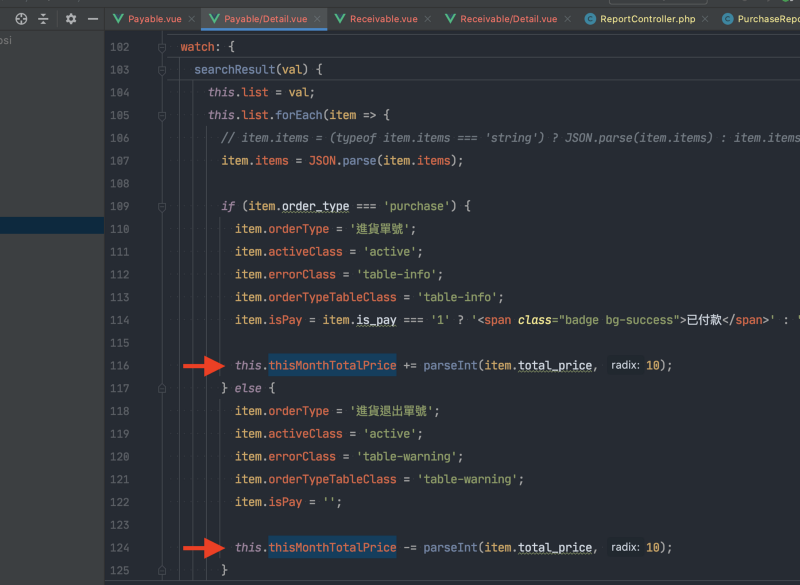 Payable.vue Payable/Detail.vue Receivable.vue Receivable/Detail.vue ReportController.php PurchaseRepo
osi
102 watch: {
103 searchResult(val) {
104 this.list = val;
105 this.list.forEach(item => {
106 // item.items = (typeof item.items === 'string') ? JSON.parse(item.items) : item.items
107 item.items = JSON.parse(item.items);
108
109 if (item.order_type === 'purchase') {
110 item.orderType = '進貨單號';
111 item.activeClass = 'active';
112 item.errorClass = 'table-info';
113 item.orderTypeTableClass = 'table-info';
114 item.isPay = item.is_pay === '1' ? '<span class="badge bg-success">已付款</span>' : '
115
116 this.thisMonthTotalPrice += parseInt(item.total_price, radix: 10);
117 } else {
118 item.orderType = '進貨退出單號';
119 item.activeClass = 'active';
120 item.errorClass = 'table-warning';
121 item.orderTypeTableClass = 'table-warning';
122 item.isPay = '';
123
124 this.thisMonthTotalPrice -= parseInt(item.total_price, radix: 10);
125 }